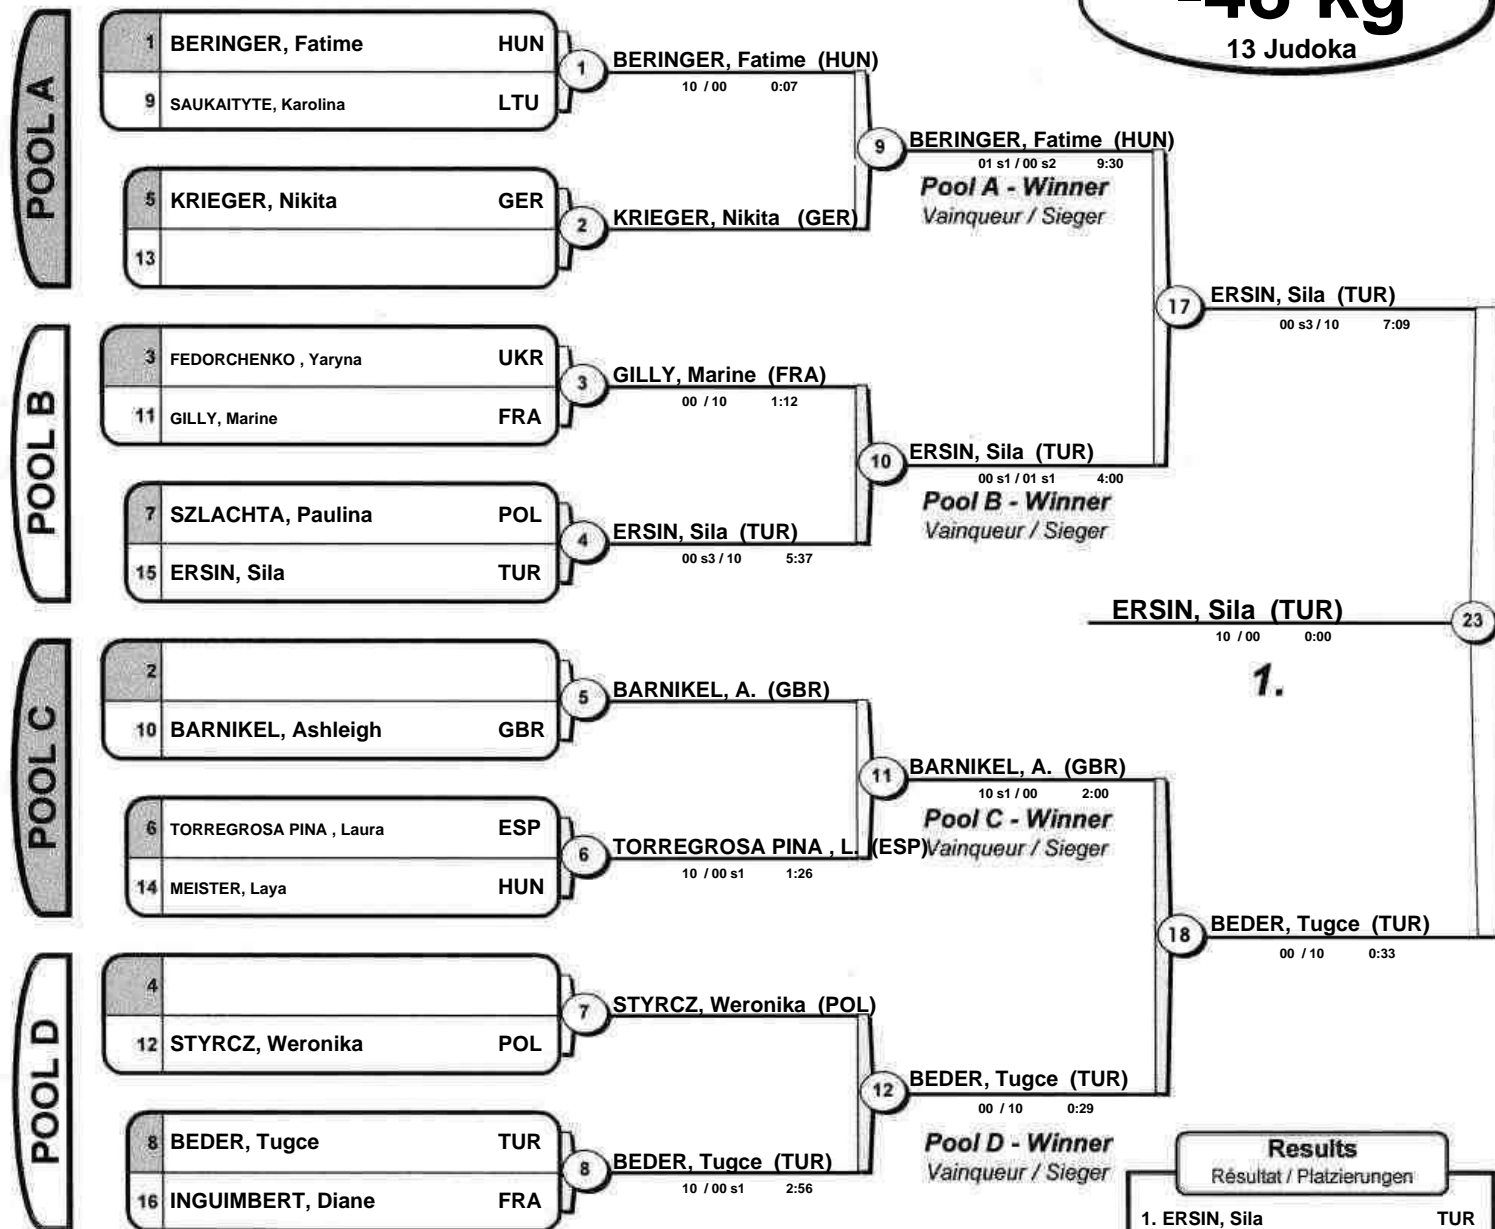 -48 kg
13 Judoka
POOL A
1 BERINGER, Fatime HUN
9 SAUKAITYTE, Karolina LTU
1
BERINGER, Fatime (HUN)
10 / 00 0:07
5 KRIEGER, Nikita GER
13
2
KRIEGER, Nikita (GER)
9
BERINGER, Fatime (HUN)
01 s1 / 00 s2 9:30
Pool A - Winner
Vainqueur / Sieger
POOL B
3 FEDORCHENKO , Yaryna UKR
11 GILLY, Marine FRA
3
GILLY, Marine (FRA)
00 / 10 1:12
7 SZLACHTA, Paulina POL
15 ERSIN, Sila TUR
4
ERSIN, Sila (TUR)
00 s3 / 10 5:37
10
ERSIN, Sila (TUR)
00 s1 / 01 s1 4:00
Pool B - Winner
Vainqueur / Sieger
17
ERSIN, Sila (TUR)
00 s3 / 10 7:09
ERSIN, Sila (TUR)
10 / 00 0:00
23
1.
POOL C
2
10 BARNIKEL, Ashleigh GBR
5
BARNIKEL, A. (GBR)
6 TORREGROSA PINA , Laura ESP
14 MEISTER, Laya HUN
6
TORREGROSA PINA , L. (ESP)
10 / 00 s1 1:26
11
BARNIKEL, A. (GBR)
10 s1 / 00 2:00
Pool C - Winner
Vainqueur / Sieger
POOL D
4
12 STYRCZ, Weronika POL
7
STYRCZ, Weronika (POL)
8 BEDER, Tugce TUR
16 INGUIMBERT, Diane FRA
8
BEDER, Tugce (TUR)
10 / 00 s1 2:56
12
BEDER, Tugce (TUR)
00 / 10 0:29
Pool D - Winner
Vainqueur / Sieger
18
BEDER, Tugce (TUR)
00 / 10 0:33
Results
Résultat / Platzierungen
1. ERSIN, Sila TUR